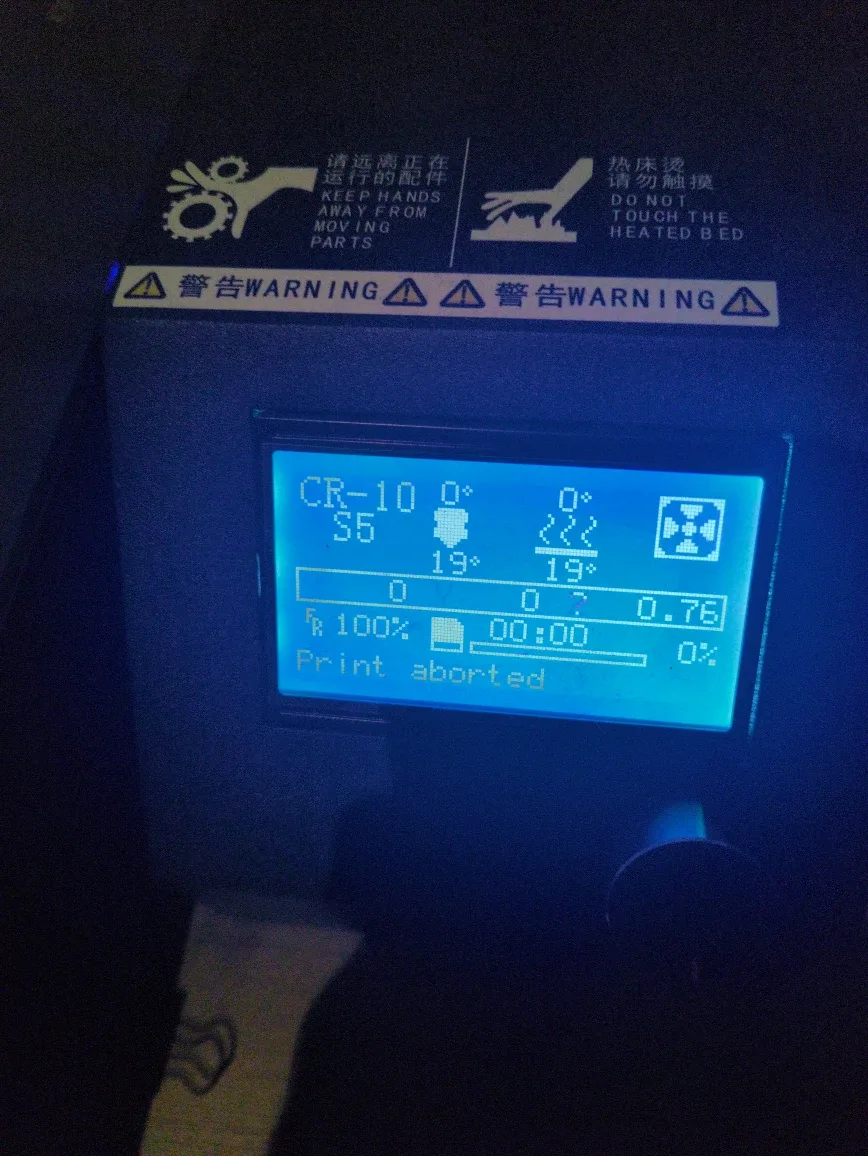 请远离正在
运行的配件
KEEP HANDS
AWAY FROM
MOVING
PARTS
热床烫
请勿触摸
DO NOT
TOUCH THE
HEATED BED
警告WARNING
警告WARNING
CR-10
S5
0°
0°
19°
19°
0
0
?
0.76
FR 100%
00:00
0%
Print aborted